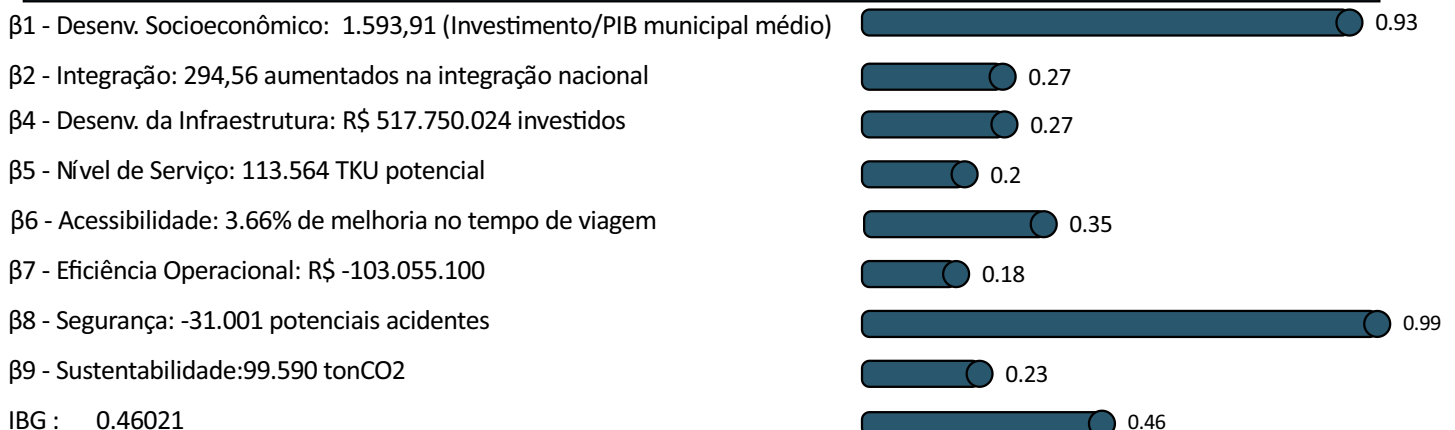 β1 - Desenv. Socioeconômico: 1.593,91 (Investimento/PIB municipal médio) 0.93
β2 - Integração: 294,56 aumentados na integração nacional 0.27
β4 - Desenv. da Infraestrutura: R$ 517.750.024 investidos 0.27
β5 - Nível de Serviço: 113.564 TKU potencial 0.2
β6 - Acessibilidade: 3.66% de melhoria no tempo de viagem 0.35
β7 - Eficiência Operacional: R$ -103.055.100 0.18
β8 - Segurança: -31.001 potenciais acidentes 0.99
β9 - Sustentabilidade:99.590 tonCO2 0.23
IBG : 0.46021 0.46